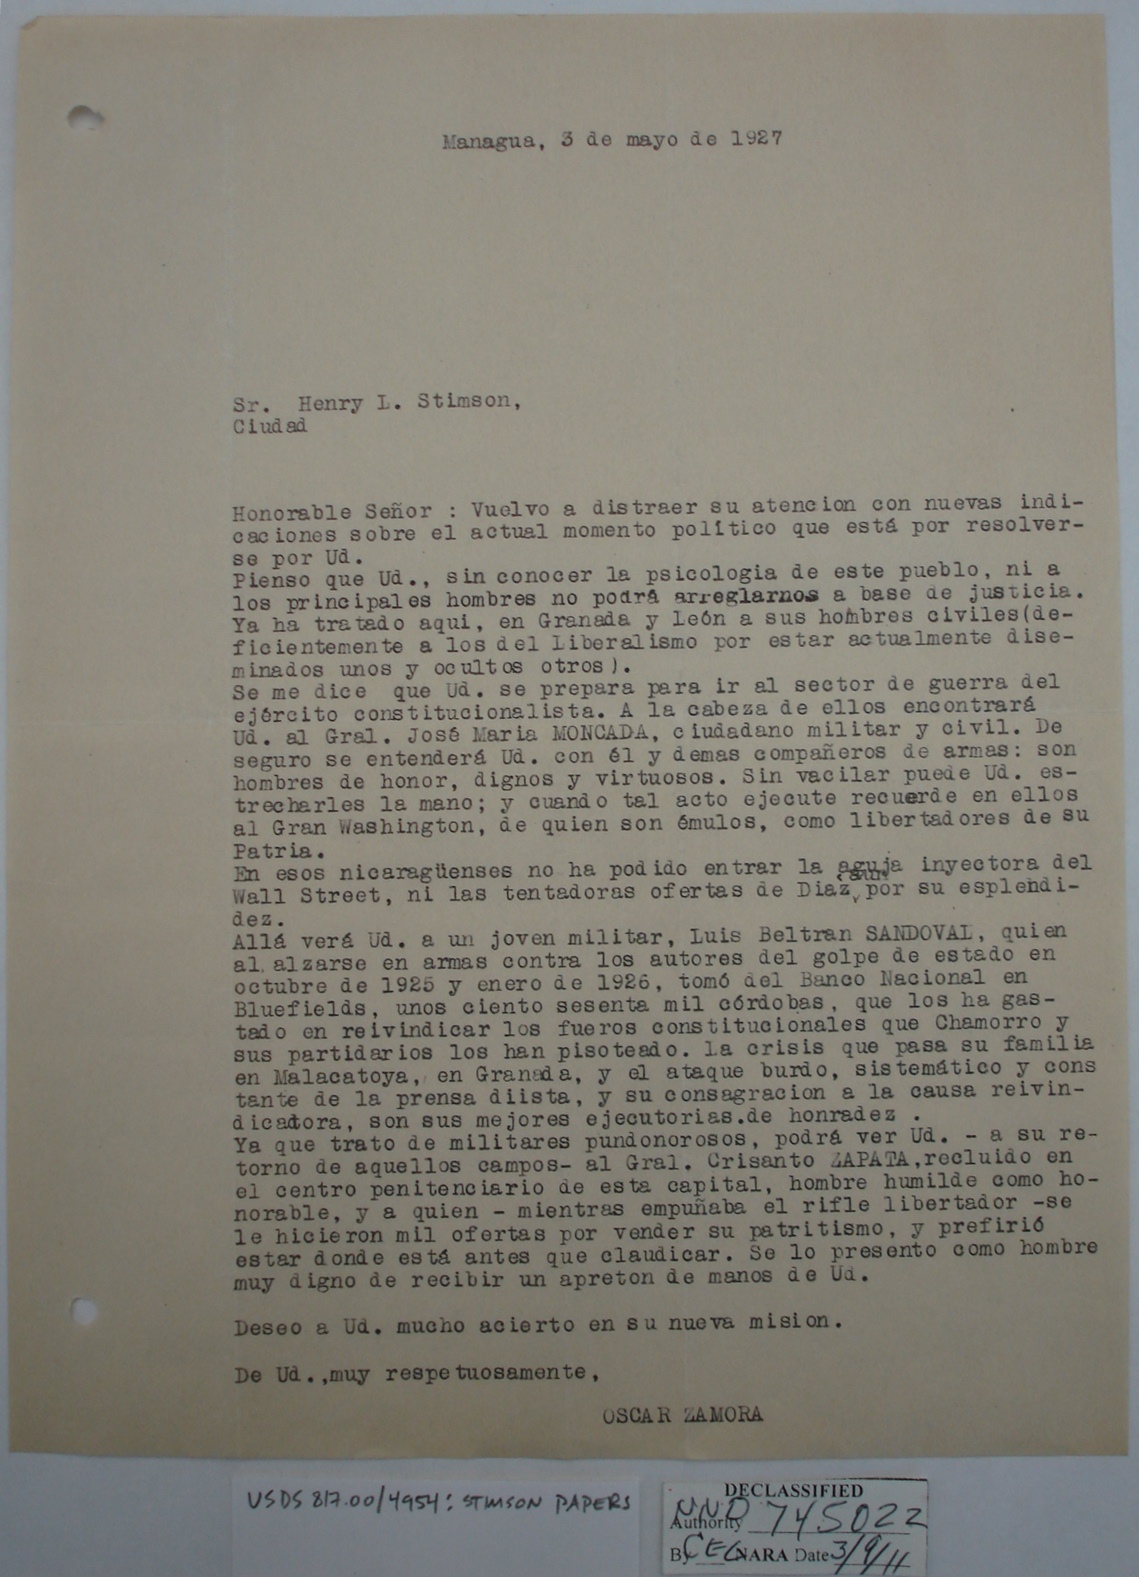 Managua, 3 de mayo de 1927
Sr. Henry L. Stimson,
Ciudad
Honorable Señor : Vuelvo a distraer su atencion con nuevas indi-
caciones sobre el actual momento político que está por resolver-
se por Ud.
Pienso que Ud., sin conocer la psicologia de este pueblo, ni a
los principales hombres no podrá arreglarnos a base de justicia.
Ya ha tratado aqui, en Granada y León a sus hombres civiles(de-
ficientemente a los del Liberalismo por estar actualmente dise-
minados unos y ocultos otros).
Se me dice que Ud. se prepara para ir al sector de guerra del
ejército constitucionalista. A la cabeza de ellos encontrará
Ud. al Gral. José Maria MONCADA, ciudadano militar y civil. De
seguro se entenderá Ud. con él y demas compañeros de armas: son
hombres de honor, dignos y virtuosos. Sin vacilar puede Ud. es-
trecharles la mano; y cuando tal acto ejecute recuerde en ellos
al Gran Washington, de quien son émulos, como libertadores de su
Patria.
En esos nicaragüenses no ha podido entrar la aguja inyectora del
Wall Street, ni las tentadoras ofertas de Diaz, por su esplendi-
dez.
Allá verá Ud. a un joven militar, Luis Beltran SANDOVAL, quien
al alzarse en armas contra los autores del golpe de estado en
octubre de 1925 y enero de 1926, tomó del Banco Nacional en
Bluefields, unos ciento sesenta mil córdobas, que los ha gas-
tado en reivindicar los fueros constitucionales que Chamorro y
sus partidarios los han pisoteado. La crisis que pasa su familia
en Malacatoya, en Granada, y el ataque burdo, sistemático y cons
tante de la prensa diista, y su consagracion a la causa reivin-
dicadora, son sus mejores ejecutorias.de honradez .
Ya que trato de militares pundonorosos, podrá ver Ud. - a su re-
torno de aquellos campos- al Gral. Crisanto ZAPATA,recluido en
el centro penitenciario de esta capital, hombre humilde como ho-
norable, y a quien - mientras empuñaba el rifle libertador -se
le hicieron mil ofertas por vender su patritismo, y prefirió
estar donde está antes que claudicar. Se lo presento como hombre
muy digno de recibir un apreton de manos de Ud.
Deseo a Ud. mucho acierto en su nueva mision.
De Ud.,muy respetuosamente,
OSCAR ZAMORA
USDS 817.00/4954: STIMSON PAPERS
DECLASSIFIED
Authority NND 745022
By CEG NARA Date 3/9/11